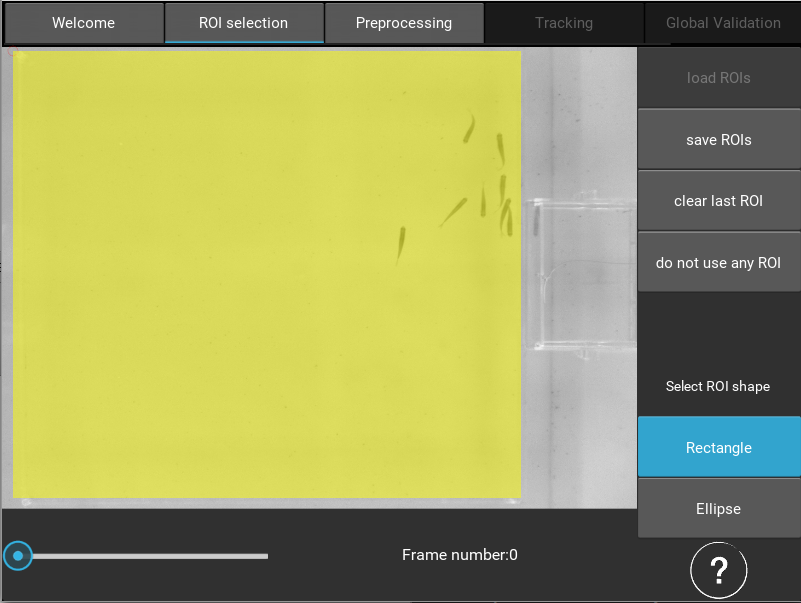 Welcome
ROI selection
Preprocessing
Tracking
Global Validation
load ROIs
save ROIs
clear last ROI
do not use any ROI
Select ROI shape
Rectangle
Ellipse
Frame number:0
?